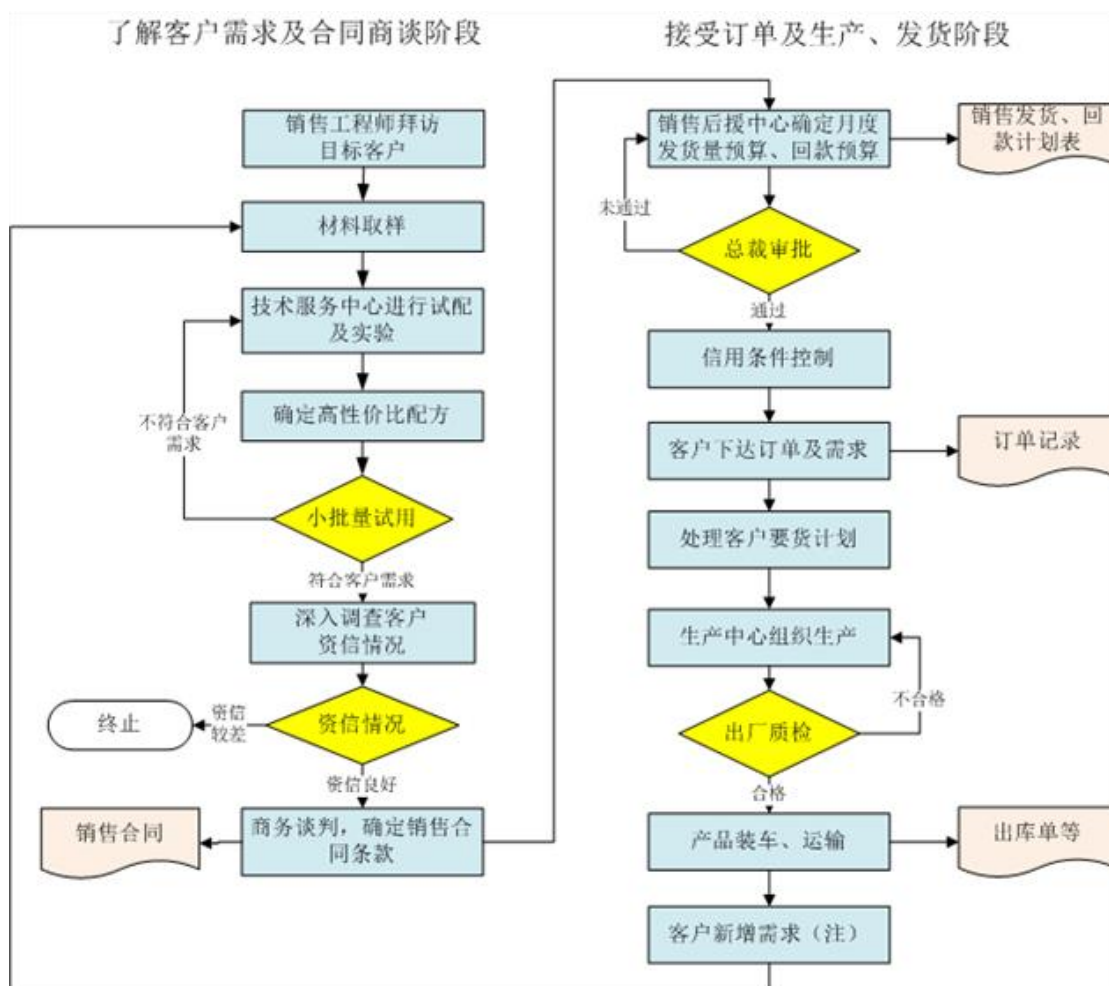 了解客户需求及合同商谈阶段
销售工程师拜访
目标客户
材料取样
技术服务中心进行试配
及实验
确定高性价比配方
不符合客户
需求
小批量试用
符合客户需求
深入调查客户
资信情况
资信情况
资信
较差
终止
资信良好
商务谈判，确定销售合
同条款
销售合同
接受订单及生产、发货阶段
销售后援中心确定月度
发货量预算、回款预算
销售发货、回
款计划表
未通过
总裁审批
通过
信用条件控制
客户下达订单及需求
订单记录
处理客户要货计划
生产中心组织生产
不合格
出厂质检
合格
产品装车、运输
出库单等
客户新增需求（注）